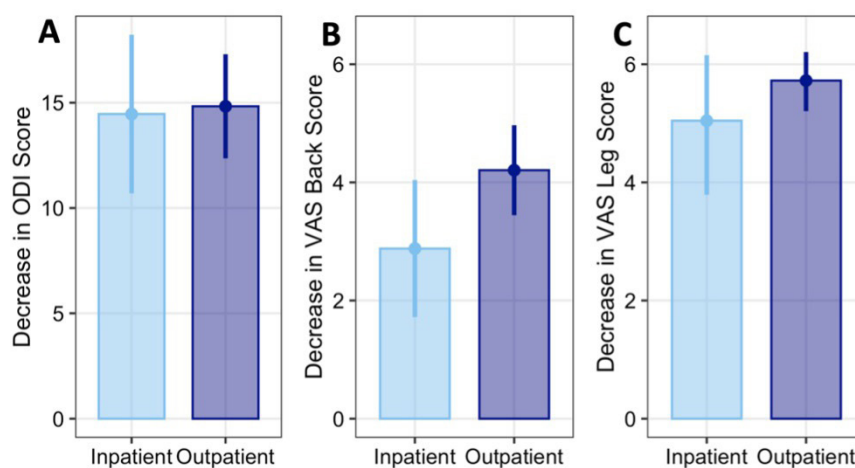 A
Decrease in ODI Score
15
10
5
0
Inpatient Outpatient
B
Decrease in VAS Back Score
6
4
2
0
Inpatient Outpatient
C
Decrease in VAS Leg Score
6
4
2
0
Inpatient Outpatient